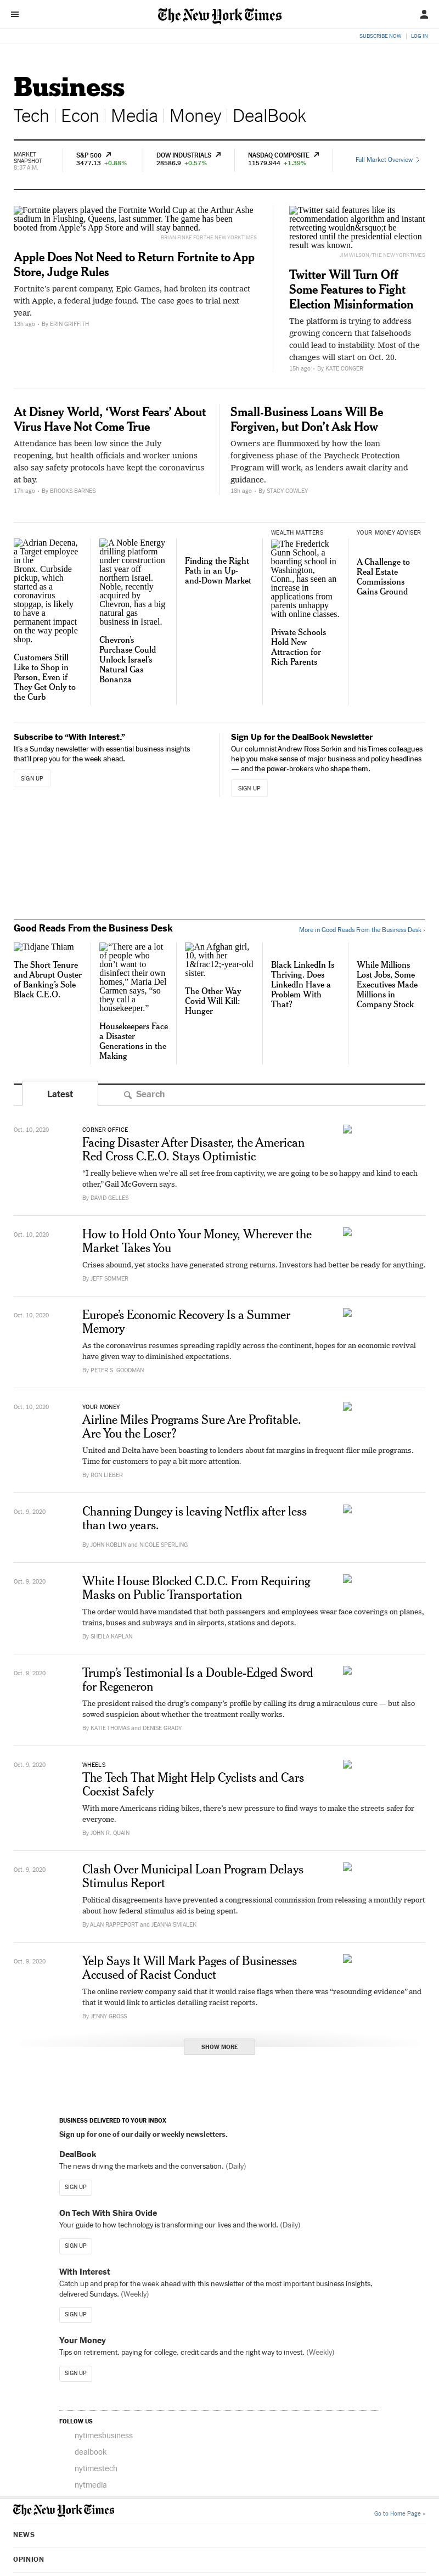 The New York Times
SUBSCRIBE NOW
LOG IN
Business
Tech
Econ
Media
Money
DealBook
MARKET
SNAPSHOT
8:37 A.M.
S&P 500
3477.13 +0.88%
DOW INDUSTRIALS
28586.9 +0.57%
NASDAQ COMPOSITE
11579.944 +1.39%
Full Market Overview
Fortnite players played the Fortnite World Cup at the Arthur Ashe
stadium in Flushing, Queens, last summer. The game has been
booted from Apple's App Store and will stay banned.
BRIAN FINKE FOR THE NEW YORK TIMES
Apple Does Not Need to Return Fortnite to App
Store, Judge Rules
Fortnite's parent company, Epic Games, had broken its contract
with Apple, a federal judge found. The case goes to trial next
year.
13h ago • By ERIN GRIFFITH
Twitter said features like its
recommendation algorithm and instant
retweeting wouldn&rsquo;t be
restored until the presidential election
result was known.
JIM WILSON/THE NEW YORK TIMES
Twitter Will Turn Off
Some Features to Fight
Election Misinformation
The platform is trying to address
growing concern that falsehoods
could lead to instability. Most of the
changes will start on Oct. 20.
15h ago • By KATE CONGER
At Disney World, ‘Worst Fears’ About
Virus Have Not Come True
Attendance has been low since the July
reopening, but health officials and worker unions
also say safety protocols have kept the coronavirus
at bay.
17h ago • By BROOKS BARNES
Small-Business Loans Will Be
Forgiven, but Don’t Ask How
Owners are flummoxed by how the loan
forgiveness phase of the Paycheck Protection
Program will work, as lenders await clarity and
guidance.
18h ago • By STACY COWLEY
Adrian Decena,
a Target employee
in the
Bronx. Curbside
pickup, which
started as a
coronavirus
stopgap, is likely
to have a
permanent impact
on the way people
shop.
Customers Still
Like to Shop in
Person, Even if
They Get Only to
the Curb
A Noble Energy
drilling platform
under construction
last year off
northern Israel.
Noble, recently
acquired by
Chevron, has a big
natural gas
business in Israel.
Chevron’s
Purchase Could
Unlock Israel’s
Natural Gas
Bonanza
Finding the Right
Path in an Up-
and-Down Market
WEALTH MATTERS
The Frederick
Gunn School, a
boarding school in
Washington,
Conn., has seen an
increase in
applications from
parents unhappy
with online classes.
Private Schools
Hold New
Attraction for
Rich Parents
YOUR MONEY ADVISER
A Challenge to
Real Estate
Commissions
Gains Ground
Subscribe to “With Interest.”
It’s a Sunday newsletter with essential business insights
that’ll prep you for the week ahead.
SIGN UP
Sign Up for the DealBook Newsletter
Our columnist Andrew Ross Sorkin and his Times colleagues
help you make sense of major business and policy headlines
— and the power-brokers who shape them.
SIGN UP
Good Reads From the Business Desk
More in Good Reads From the Business Desk ›
Tidjane Thiam
The Short Tenure
and Abrupt Ouster
of Banking’s Sole
Black C.E.O.
“There are a lot
of people who
don’t want to
disinfect their own
homes,” Maria Del
Carmen says, “so
they call a
housekeeper.”
Housekeepers Face
a Disaster
Generations in the
Making
An Afghan girl,
10, with her
1&frac12;-year-old
sister.
The Other Way
Covid Will Kill:
Hunger
Black LinkedIn Is
Thriving. Does
LinkedIn Have a
Problem With
That?
While Millions
Lost Jobs, Some
Executives Made
Millions in
Company Stock
Latest
Search
Oct. 10, 2020
CORNER OFFICE
Facing Disaster After Disaster, the American
Red Cross C.E.O. Stays Optimistic
“I really believe when we’re all set free from captivity, we are going to be so happy and kind to each
other,” Gail McGovern says.
By DAVID GELLES
Oct. 10, 2020
How to Hold Onto Your Money, Wherever the
Market Takes You
Crises abound, yet stocks have generated strong returns. Investors had better be ready for anything.
By JEFF SOMMER
Oct. 10, 2020
Europe’s Economic Recovery Is a Summer
Memory
As the coronavirus resumes spreading rapidly across the continent, hopes for an economic revival
have given way to diminished expectations.
By PETER S. GOODMAN
Oct. 10, 2020
YOUR MONEY
Airline Miles Programs Sure Are Profitable.
Are You the Loser?
United and Delta have been boasting to lenders about fat margins in frequent-flier mile programs.
Time for customers to pay a bit more attention.
By RON LIEBER
Oct. 9, 2020
Channing Dungey is leaving Netflix after less
than two years.
By JOHN KOBLIN and NICOLE SPERLING
Oct. 9, 2020
White House Blocked C.D.C. From Requiring
Masks on Public Transportation
The order would have mandated that both passengers and employees wear face coverings on planes,
trains, buses and subways and in airports, stations and depots.
By SHEILA KAPLAN
Oct. 9, 2020
Trump’s Testimonial Is a Double-Edged Sword
for Regeneron
The president raised the drug’s company’s profile by calling its drug a miraculous cure — but also
sowed suspicion about whether the treatment really works.
By KATIE THOMAS and DENISE GRADY
Oct. 9, 2020
WHEELS
The Tech That Might Help Cyclists and Cars
Coexist Safely
With more Americans riding bikes, there’s new pressure to find ways to make the streets safer for
everyone.
By JOHN R. QUAIN
Oct. 9, 2020
Clash Over Municipal Loan Program Delays
Stimulus Report
Political disagreements have prevented a congressional commission from releasing a monthly report
about how federal stimulus aid is being spent.
By ALAN RAPPEPORT and JEANNA SMIALEK
Oct. 9, 2020
Yelp Says It Will Mark Pages of Businesses
Accused of Racist Conduct
The online review company said that it would raise flags when there was “resounding evidence” and
that it would link to articles detailing racist reports.
By JENNY GROSS
SHOW MORE
BUSINESS DELIVERED TO YOUR INBOX
Sign up for one of our daily or weekly newsletters.
DealBook
The news driving the markets and the conversation. (Daily)
SIGN UP
On Tech With Shira Ovide
Your guide to how technology is transforming our lives and the world. (Daily)
SIGN UP
With Interest
Catch up and prep for the week ahead with this newsletter of the most important business insights,
delivered Sundays. (Weekly)
SIGN UP
Your Money
Tips on retirement, paying for college, credit cards and the right way to invest. (Weekly)
SIGN UP
FOLLOW US
nytimesbusiness
dealbook
nytimestech
nytmedia
The New York Times
Go to Home Page »
NEWS
OPINION